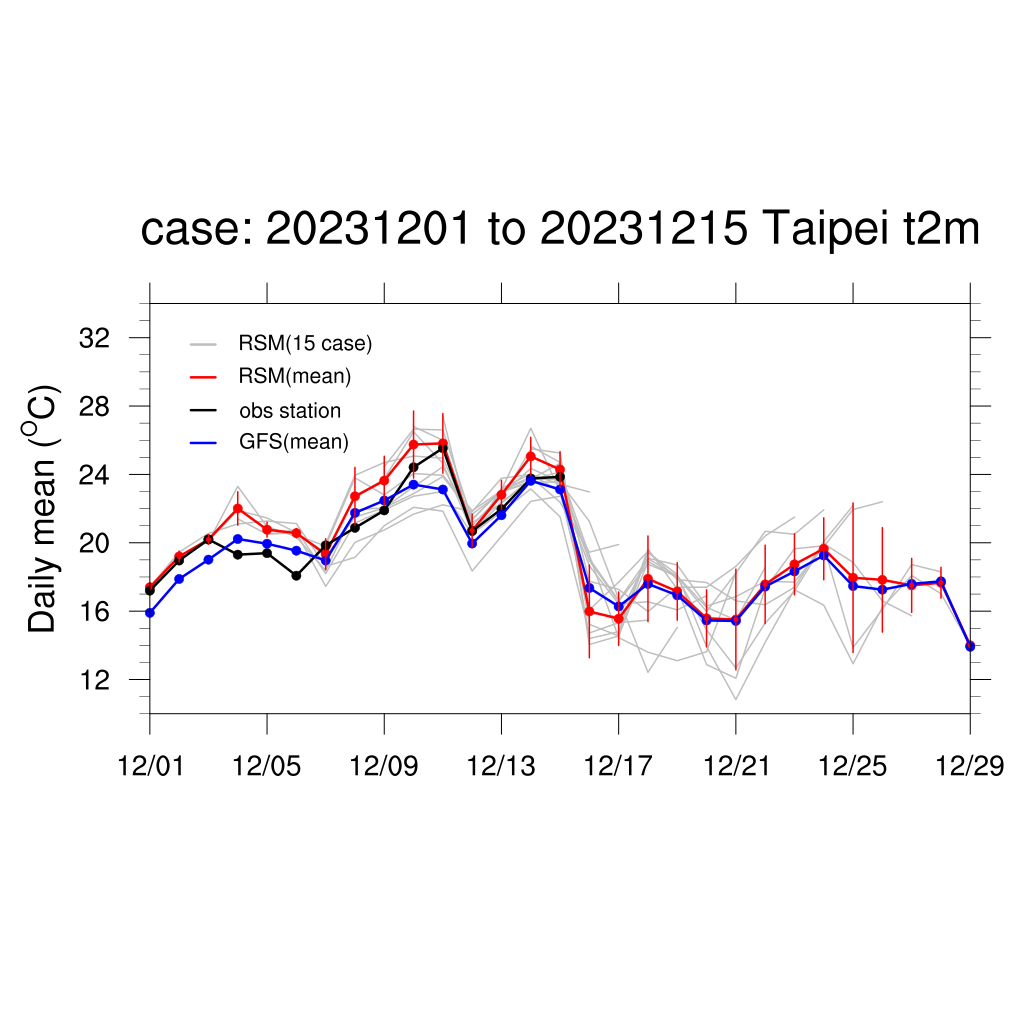 case: 20231201 to 20231215 Taipei t2m
Daily mean (°C)
32
28
24
20
16
12
RSM(15 case)
RSM(mean)
obs station
GFS(mean)
12/01 12/05 12/09 12/13 12/17 12/21 12/25 12/29